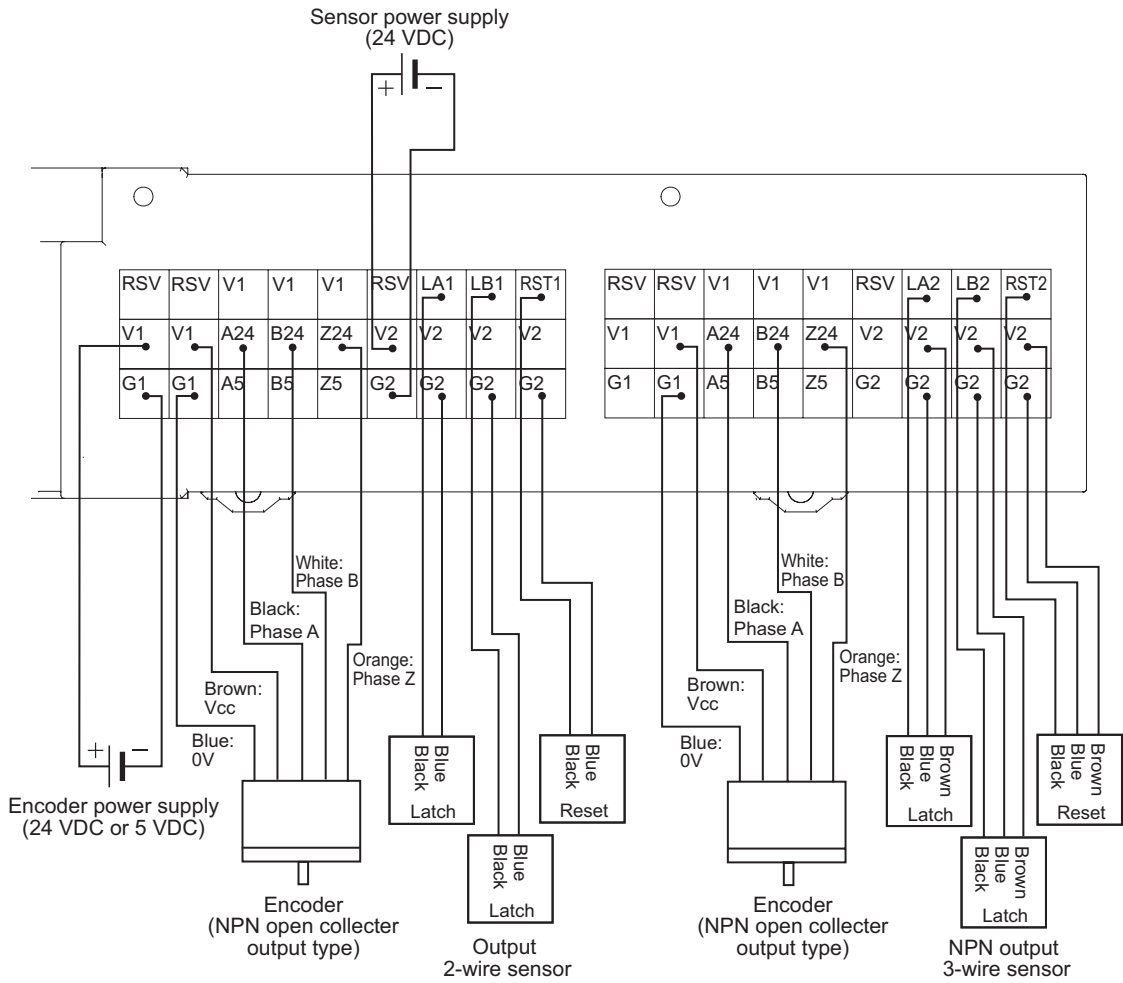 Sensor power supply
(24 VDC)
+ −
RSV RSV V1 V1 V1 RSV LA1 LB1 RST1
V1 V1 A24 B24 Z24 V2 V2 V2 V2
G1 G1 A5 B5 Z5 G2 G2 G2 G2
RSV RSV V1 V1 V1 RSV LA2 LB2 RST2
V1 V1 A24 B24 Z24 V2 V2 V2 V2
G1 G1 A5 B5 Z5 G2 G2 G2 G2
White:
Phase B
Black:
Phase A
Orange:
Phase Z
Brown:
Vcc
Blue:
0V
+ −
Encoder power supply
(24 VDC or 5 VDC)
Encoder
(NPN open collecter
output type)
Blue
Black
Latch
Blue
Black
Latch
Blue
Black
Reset
Output
2-wire sensor
White:
Phase B
Black:
Phase A
Orange:
Phase Z
Brown:
Vcc
Blue:
0V
Encoder
(NPN open collecter
output type)
Brown
Blue
Black
Latch
Brown
Blue
Black
Latch
Brown
Blue
Black
Reset
NPN output
3-wire sensor